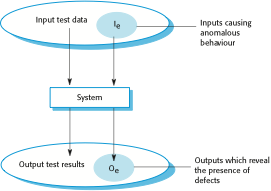 Input test data
Ie
Inputs causing
anomalous
behaviour
System
Output test results
Oe
Outputs which reveal
the presence of
defects